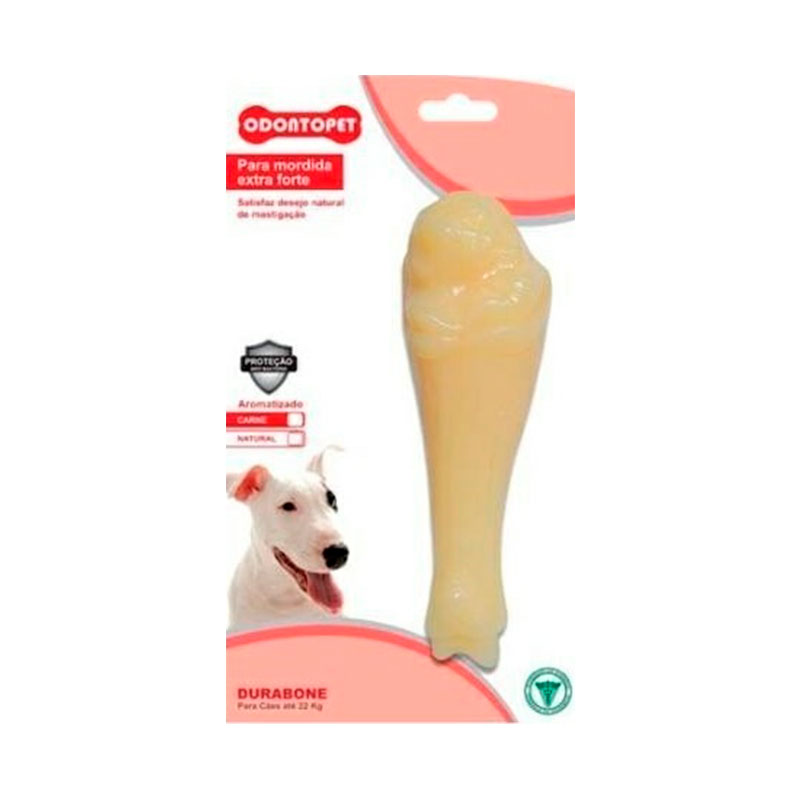 ODONTOPET
Para mordida
extra forte
Satisfaz desejo natural
de mastigação
PROTEÇÃO
Aromatizado
CARNE
NATURAL
DURABONE
Para Cães até 22 Kg